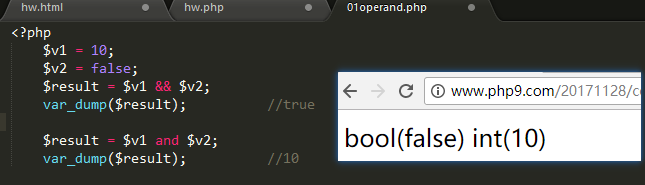 hw.html
hw.php
01operand.php
<?php
$v1 = 10;
$v2 = false;
$result = $v1 && $v2;
var_dump($result); //true
$result = $v1 and $v2;
var_dump($result); //10
www.php9.com/20171128/c
bool(false) int(10)